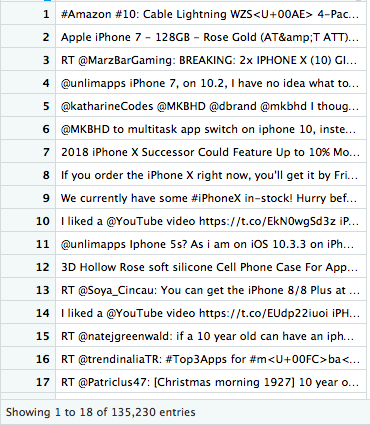 1 #Amazon #10: Cable Lightning WZS<U+00AE> 4-Pac...
2 Apple iPhone 7 - 128GB - Rose Gold (AT&amp;T ATT)...
3 RT @MarzBarGaming: BREAKING: 2x IPHONE X (10) GI...
4 @unlimapps iPhone 7, on 10.2, I have no idea what to...
5 @katharineCodes @MKBHD @dbrand @mkbhd I thoug...
6 @MKBHD to multitask app switch on iphone 10, inste...
7 2018 iPhone X Successor Could Feature Up to 10% Mo...
8 If you order the iPhone X right now, you'll get it by Fri...
9 We currently have some #iPhoneX in-stock! Hurry bef...
10 I liked a @YouTube video https://t.co/EkN0wgSd3z iP...
11 @unlimapps Iphone 5s? As i am on iOS 10.3.3 on iPh...
12 3D Hollow Rose soft silicone Cell Phone Case For App...
13 RT @Soya_Cincau: You can get the iPhone 8/8 Plus at ...
14 I liked a @YouTube video https://t.co/EUdp22iuoi iPH...
15 RT @natejgreenwald: if a 10 year old can have an iph...
16 RT @trendinaliaTR: #Top3Apps for #m<U+00FC>ba<...
17 RT @Patriclus47: [Christmas morning 1927] 10 year o...
Showing 1 to 18 of 135,230 entries